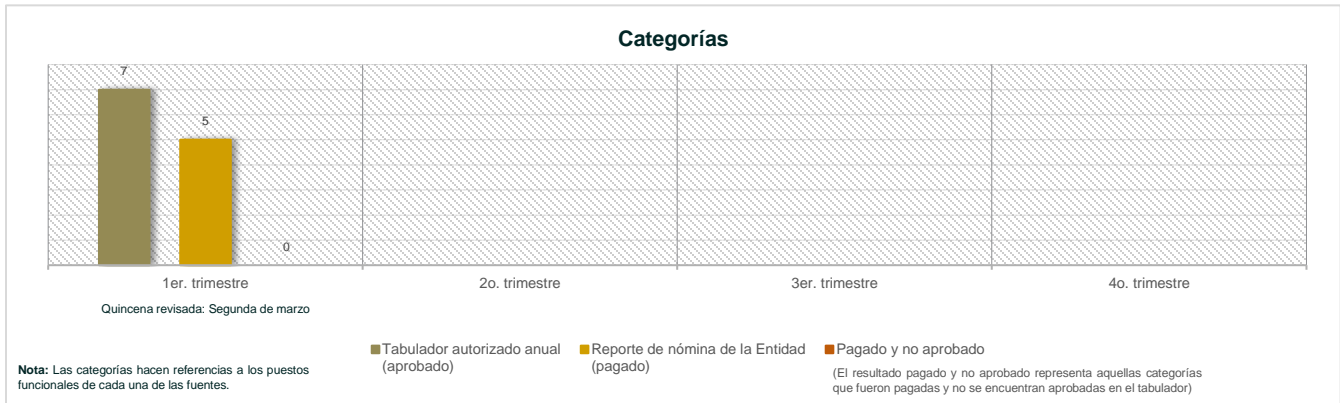 Categorías
7
5
0
1er. trimestre
2o. trimestre
3er. trimestre
4o. trimestre
Quincena revisada: Segunda de marzo
Tabulador autorizado anual
(aprobado)
Reporte de nómina de la Entidad
(pagado)
Pagado y no aprobado
(El resultado pagado y no aprobado representa aquellas categorías
que fueron pagadas y no se encuentran aprobadas en el tabulador)
Nota: Las categorías hacen referencias a los puestos
funcionales de cada una de las fuentes.